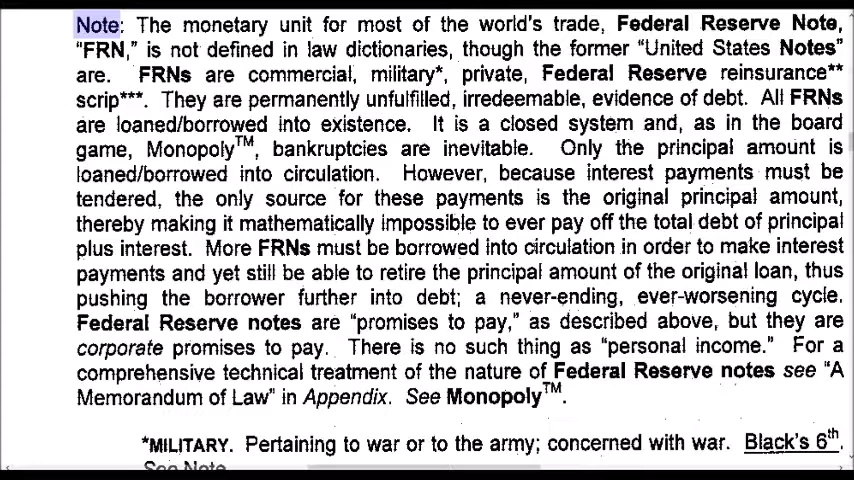 Note: The monetary unit for most of the world's trade, Federal Reserve Note,
"FRN," is not defined in law dictionaries, though the former "United States Notes"
are. FRNs are commercial, military*, private, Federal Reserve reinsurance**
scrip***. They are permanently unfulfilled, irredeemable, evidence of debt. All FRNs
are loaned/borrowed into existence. It is a closed system and, as in the board
game, Monopoly™, bankruptcies are inevitable. Only the principal amount is
loaned/borrowed into circulation. However, because interest payments must be
tendered, the only source for these payments is the original principal amount,
thereby making it mathematically impossible to ever pay off the total debt of principal
plus interest. More FRNs must be borrowed into circulation in order to make interest
payments and yet still be able to retire the principal amount of the original loan, thus
pushing the borrower further into debt; a never-ending, ever-worsening cycle.
Federal Reserve notes are "promises to pay," as described above, but they are
corporate promises to pay. There is no such thing as "personal income." For a
comprehensive technical treatment of the nature of Federal Reserve notes see "A
Memorandum of Law" in Appendix. See Monopoly™.
*MILITARY. Pertaining to war or to the army; concerned with war. Black's 6th.
See Note